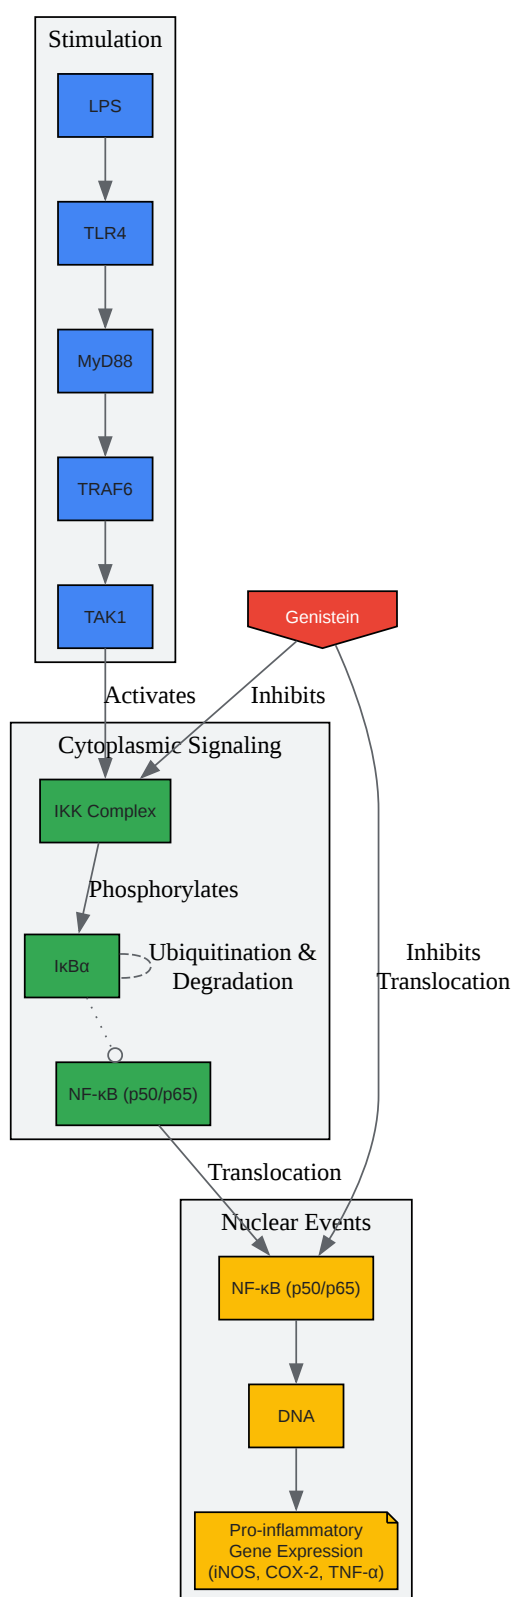 Stimulation
LPS
TLR4
MyD88
TRAF6
TAK1
Genistein
Activates
Inhibits
Cytoplasmic Signaling
IKK Complex
Phosphorylates
IκBα
Ubiquitination &
Degradation
Inhibits
Translocation
NF-κB (p50/p65)
Translocation
Nuclear Events
NF-κB (p50/p65)
DNA
Pro-inflammatory
Gene Expression
(iNOS, COX-2, TNF-α)